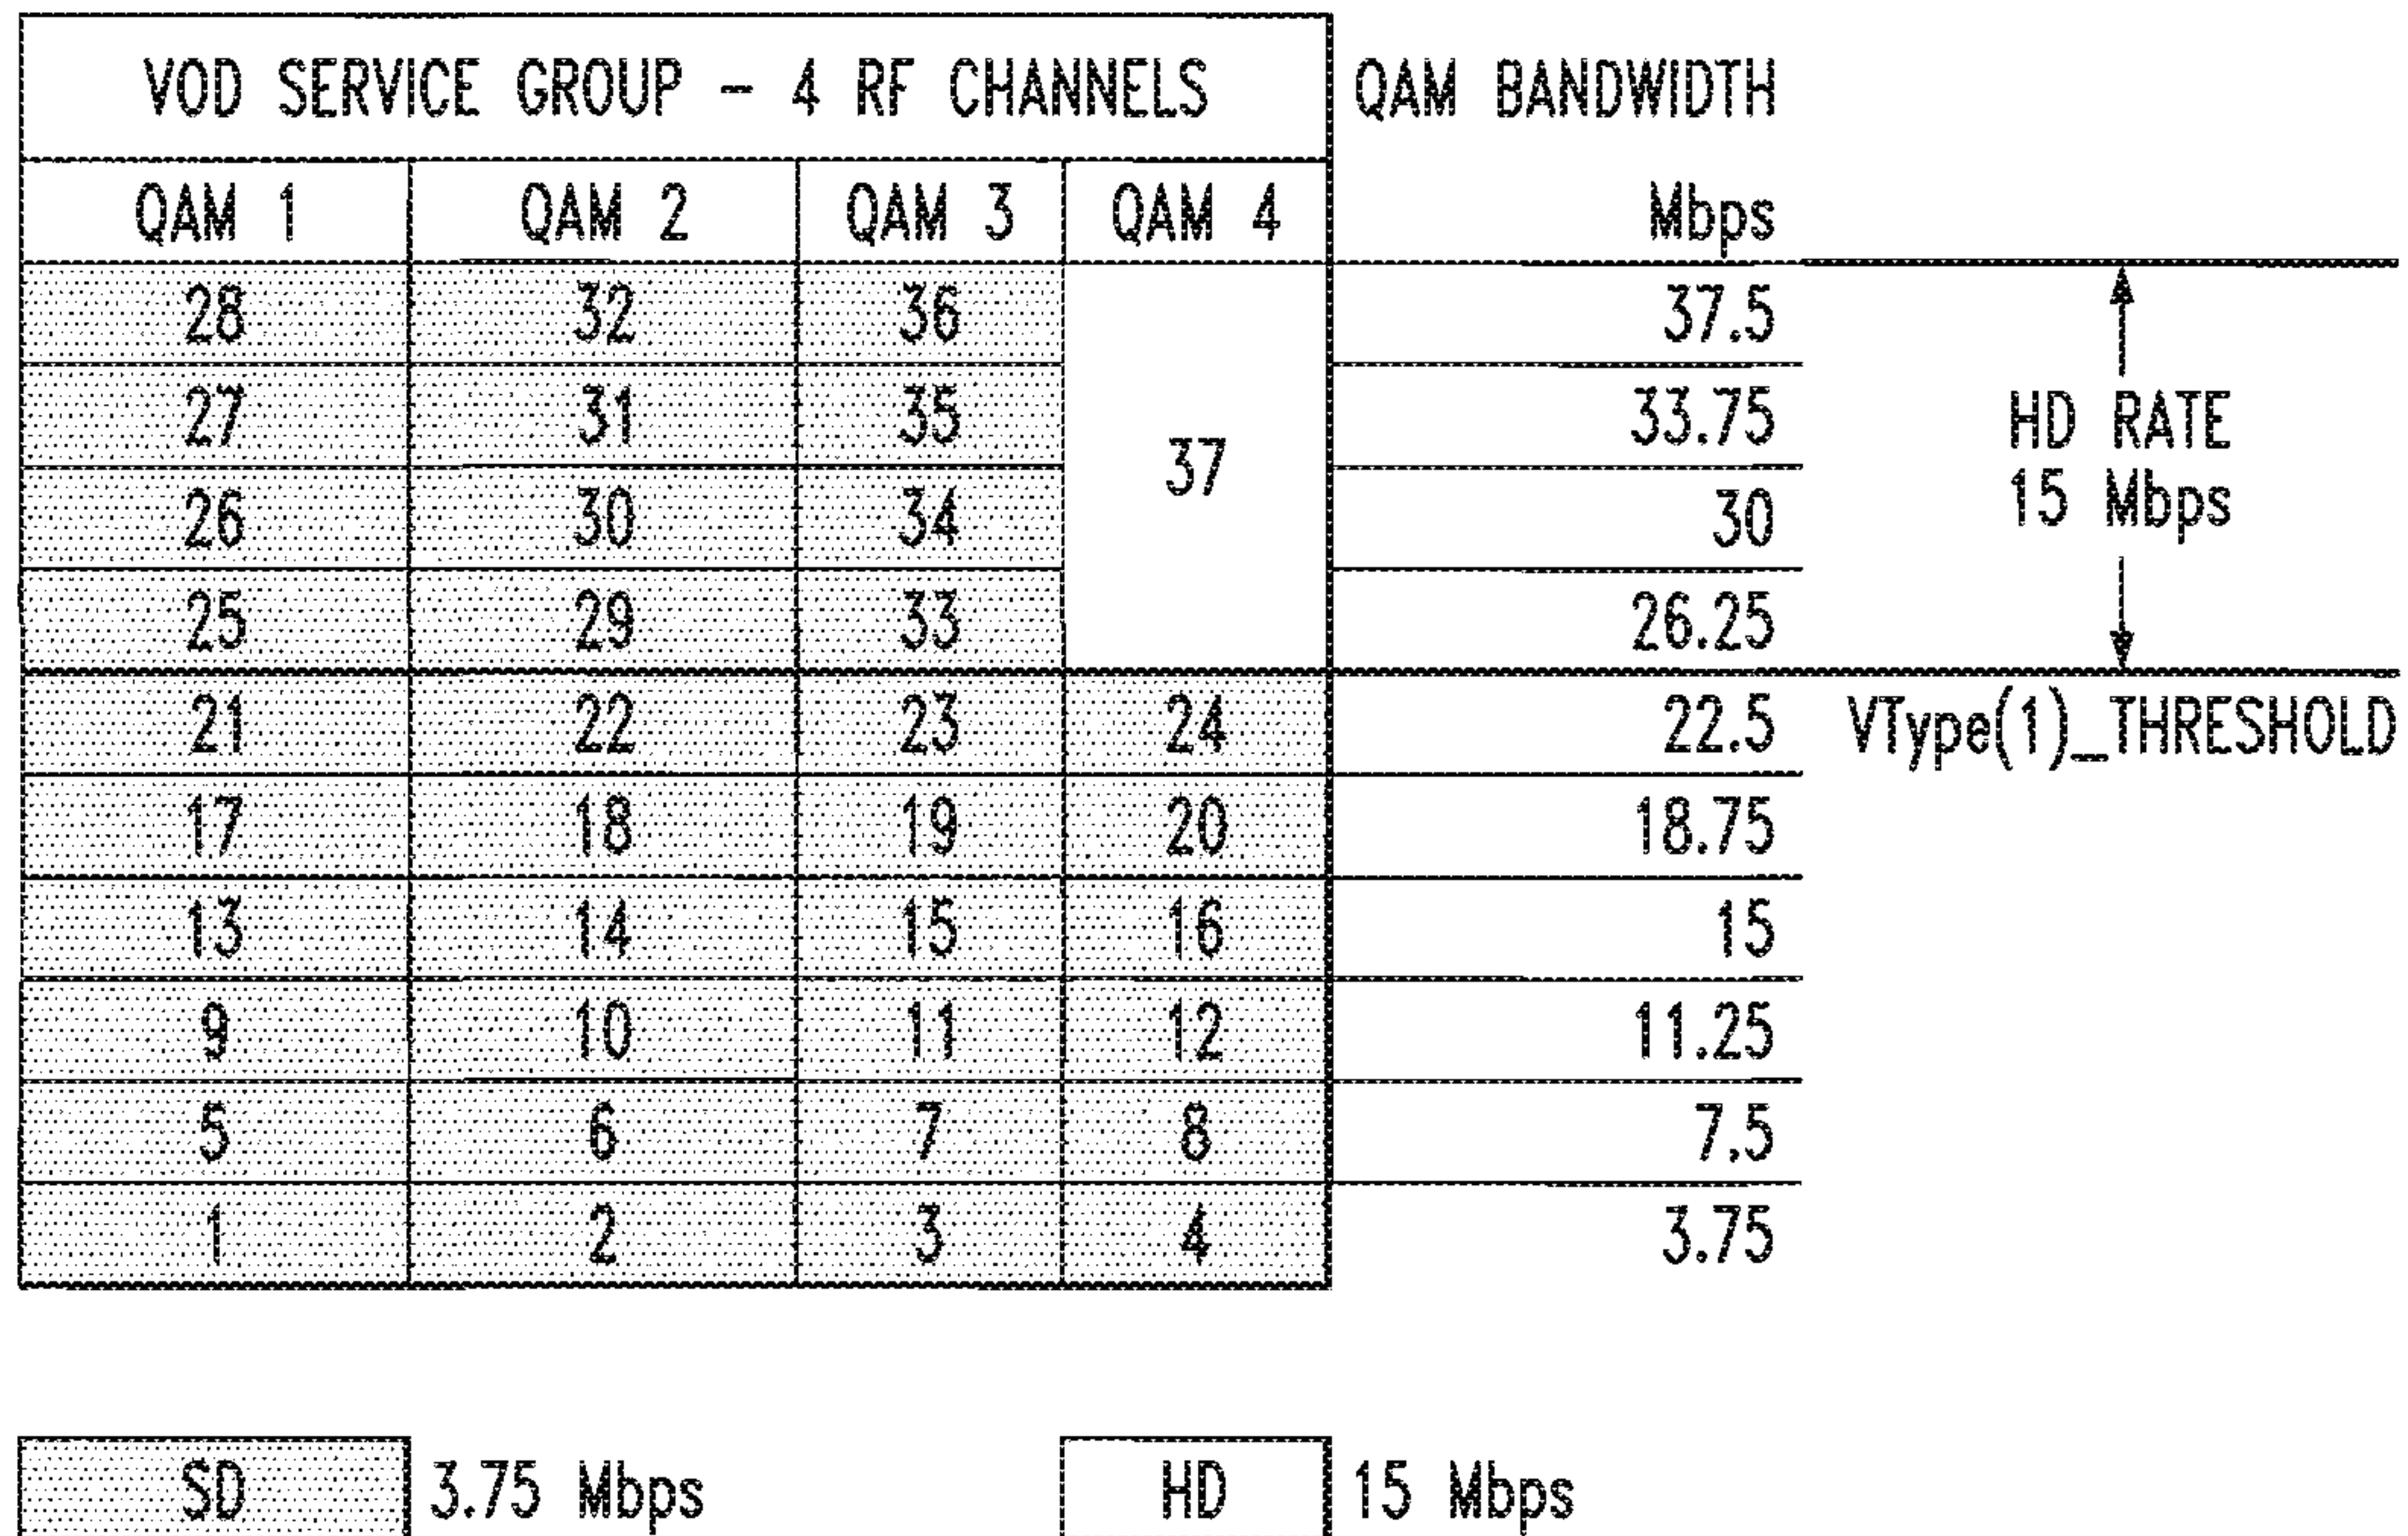 VOD SERVICE GROUP - 4 RF CHANNELS QAM BANDWIDTH
QAM 1 QAM 2 QAM 3 QAM 4 Mbps
28 32 36 37.5
27 31 35 33.75 HD RATE
37
26 30 34 30 15 Mbps
25 29 33 26.25
21 22 23 24 22.5 VType(1)_THRESHOLD
17 18 19 20 18.75
13 14 15 16 15
9 10 11 12 11.25
5 6 7 8 7.5
1 2 3 4 3.75
SD 3.75 Mbps HD 15 Mbps